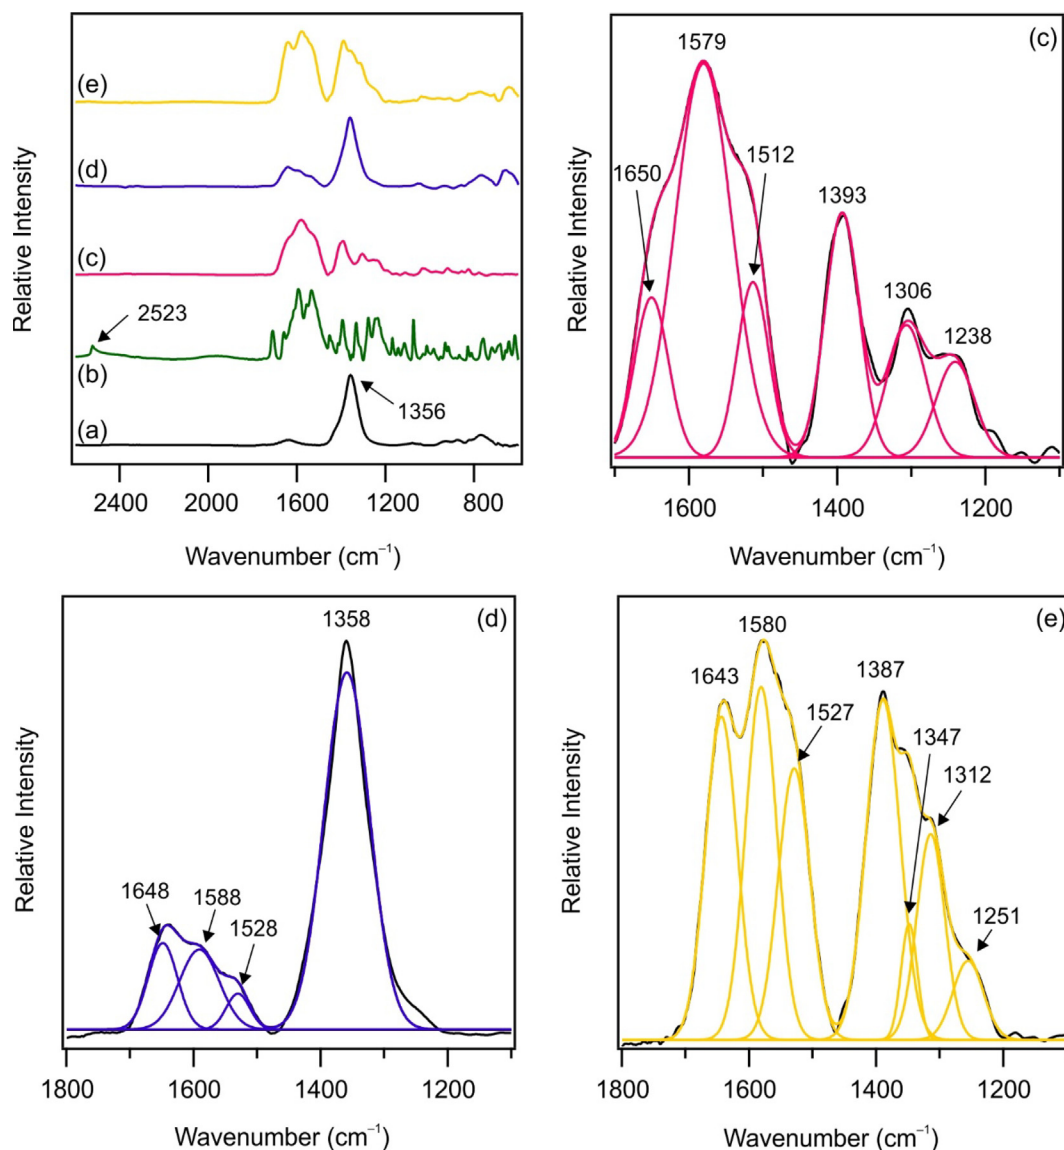 (e)
(d)
(c)
2523
(b)
(a)
1356
Relative Intensity
2400 2000 1600 1200 800
Wavenumber (cm⁻¹)
(c)
1579
1650
1512
1393
1306
1238
Relative Intensity
1600 1400 1200
Wavenumber (cm⁻¹)
(d)
1358
1648
1588
1528
Relative Intensity
1800 1600 1400 1200
Wavenumber (cm⁻¹)
(e)
1580
1643
1387
1527
1347
1312
1251
Relative Intensity
1800 1600 1400 1200
Wavenumber (cm⁻¹)